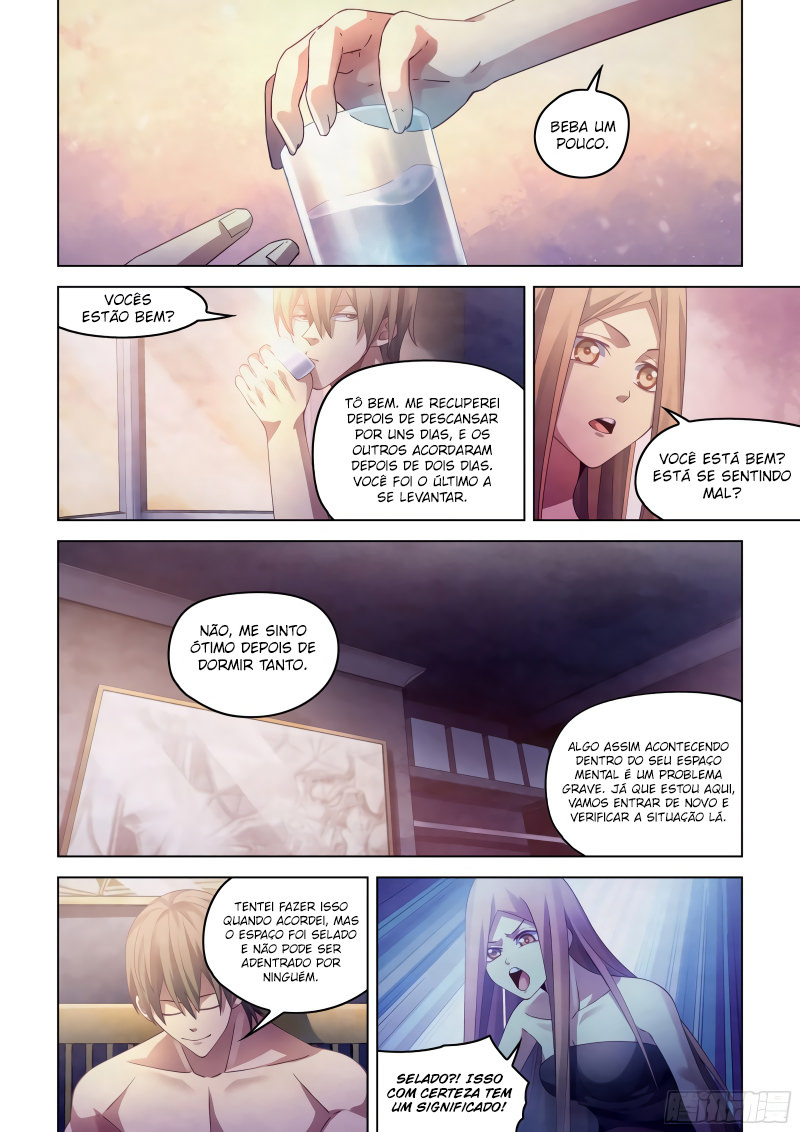 BEBA UM
POUCO.
VOCÊS
ESTÃO BEM?
TÔ BEM. ME RECUPEREI
DEPOIS DE DESCANSAR
POR UNS DIAS, E OS
OUTROS ACORDARAM
DEPOIS DE DOIS DIAS.
VOCÊ FOI O ÚLTIMO A
SE LEVANTAR.
VOCÊ ESTÁ BEM?
ESTÁ SE SENTINDO
MAL?
NÃO, ME SINTO
ÓTIMO DEPOIS DE
DORMIR TANTO.
ALGO ASSIM ACONTECENDO
DENTRO DO SEU ESPAÇO
MENTAL É UM PROBLEMA
GRAVE. JÁ QUE ESTOU AQUI,
VAMOS ENTRAR DE NOVO E
VERIFICAR A SITUAÇÃO LÁ.
TENTEI FAZER ISSO
QUANDO ACORDEI, MAS
O ESPAÇO FOI SELADO
E NÃO PODE SER
ADENTRADO POR
NINGUÉM.
SELADO?! ISSO
COM CERTEZA TEM
UM SIGNIFICADO!
腾讯动漫